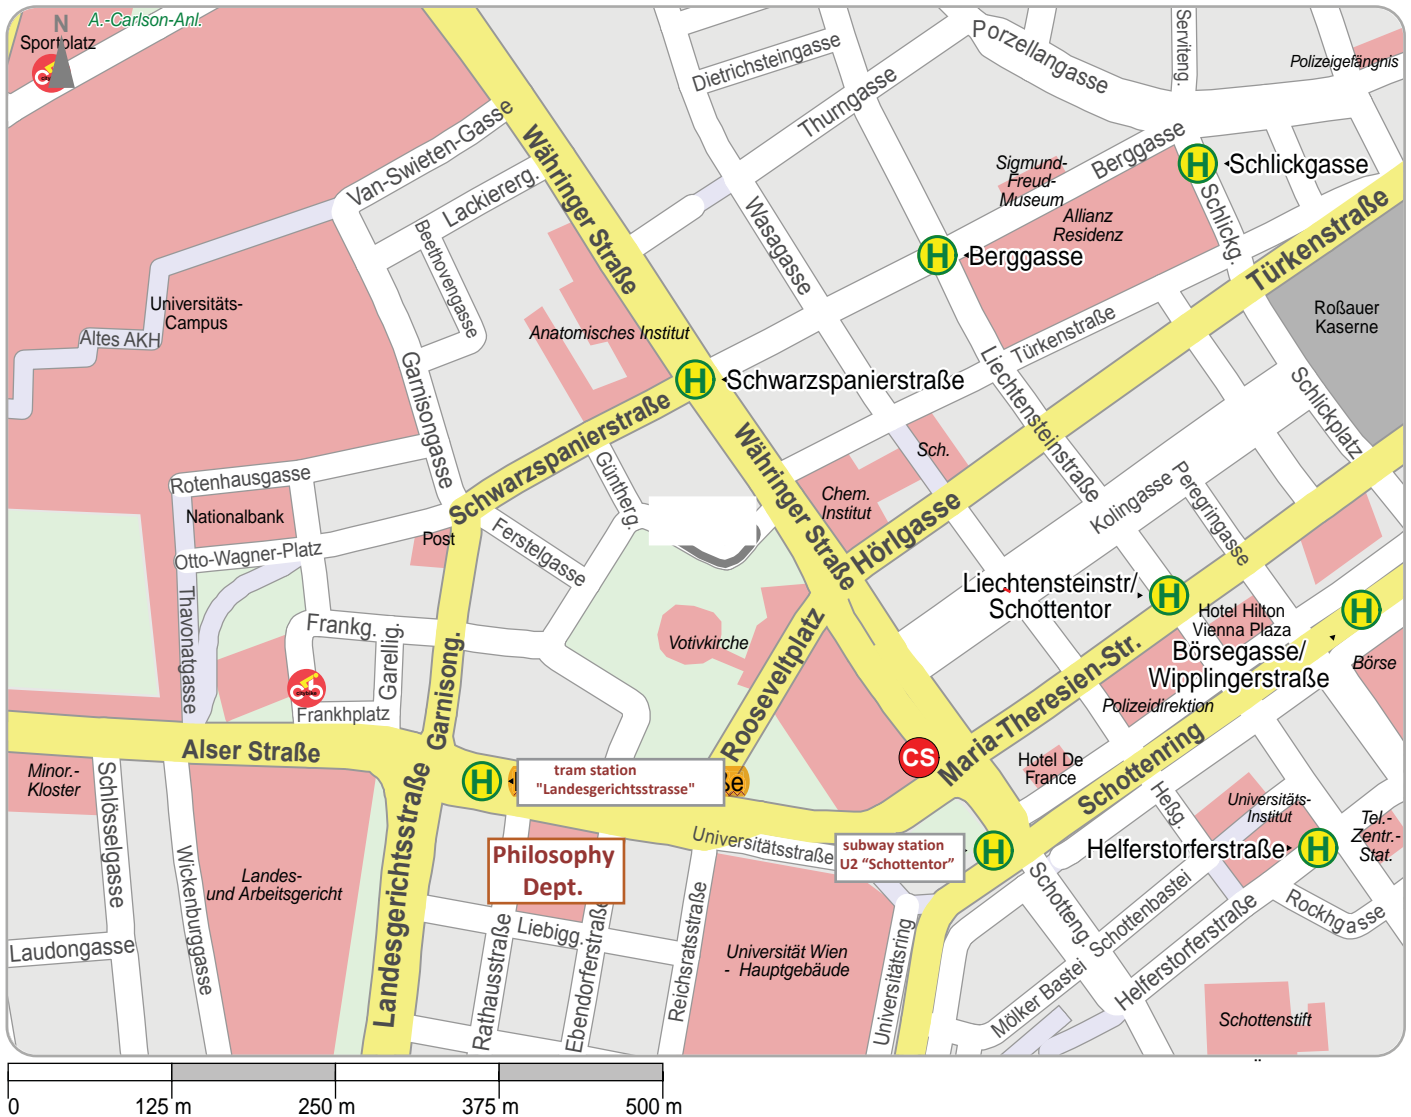 A.-Carlson-Anl.
N
Sportplatz
Dietrichsteingasse
Porzellangasse
Serviteng.
Polizeigefängnis
Thurngasse
Van-Swieten-Gasse
Währinger Straße
Lackiererg.
Beethovengasse
Berggasse
Sigmund-
Freud-
Museum
H
Schlickgasse
Allianz
Residenz
Schlickg.
Wasagasse
H
Berggasse
Türkenstraße
Universitäts-
Campus
Altes AKH
Roßauer
Kaserne
Anatomisches Institut
Türkenstraße
Garnisongasse
H
Schwarzspanierstraße
Liechtensteinstraße
Schlickplatz
Schwarzspanierstraße
Währinger Straße
Sch.
Güntherg.
Rotenhausgasse
Nationalbank
Chem.
Institut
Kolingasse
Peregringasse
Hörlgasse
Post
Ferstelgasse
Otto-Wagner-Platz
Thavonatgasse
Liechtensteinstr/
Schottentor
H
Hotel Hilton
Vienna Plaza
H
Börsegasse/
Wipplingerstraße
Börse
Frankg.
Garellig.
Garnisong.
Votivkirche
Rooseveltplatz
Maria-Theresien-Str.
Polizeidirektion
citybike
Frankhplatz
Alser Straße
CS
Hotel De
France
Schottenring
Minor.-
Kloster
H
tram station
"Landesgerichtsstrasse"
ße
Schlösselgasse
Landesgerichtsstraße
Heßg.
Universitäts-
Institut
Tel.-
Zentr.-
Stat.
Universitätsstraße
subway station
U2 “Schottentor”
H
Helferstorferstraße
H
Philosophy
Dept.
Wickenburggasse
Landes-
und Arbeitsgericht
Schotteng.
Schottenbastei
Rockhgasse
Laudongasse
Rathausstraße
Liebigg.
Ebendorferstraße
Reichsratsstraße
Universität Wien
- Hauptgebäude
Universitätsring
Mölker Bastei
Helferstorferstraße
Schottenstift
0
125 m
250 m
375 m
500 m